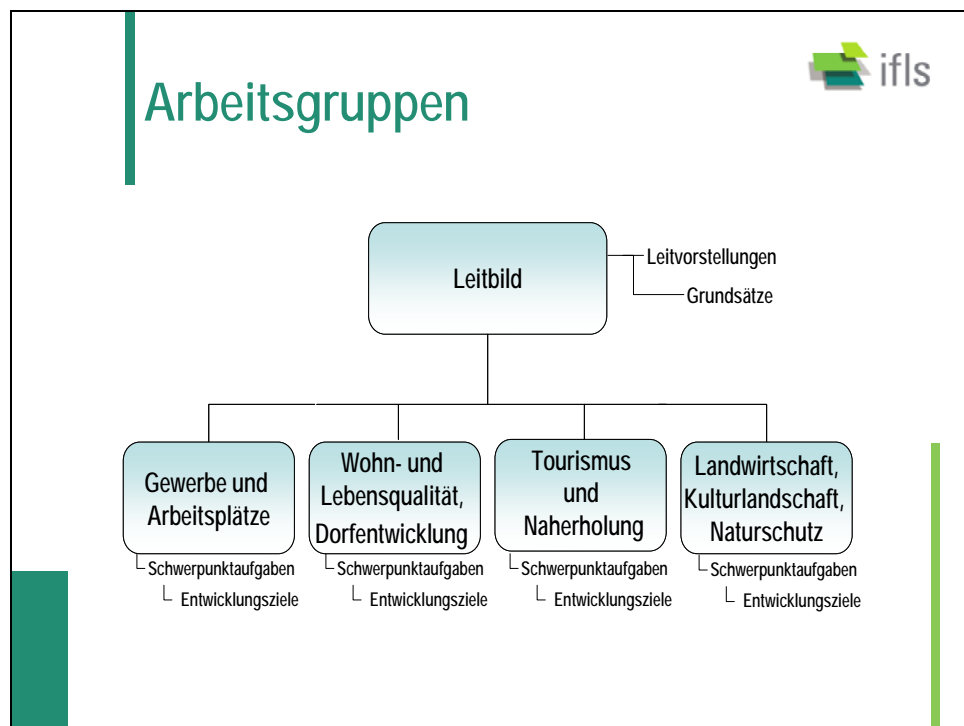 Arbeitsgruppen
ifls
Leitbild
Leitvorstellungen
Grundsätze
Gewerbe und
Arbeitsplätze
Schwerpunktaufgaben
Entwicklungsziele
Wohn- und
Lebensqualität,
Dorfentwicklung
Schwerpunktaufgaben
Entwicklungsziele
Tourismus
und
Naherholung
Schwerpunktaufgaben
Entwicklungsziele
Landwirtschaft,
Kulturlandschaft,
Naturschutz
Schwerpunktaufgaben
Entwicklungsziele